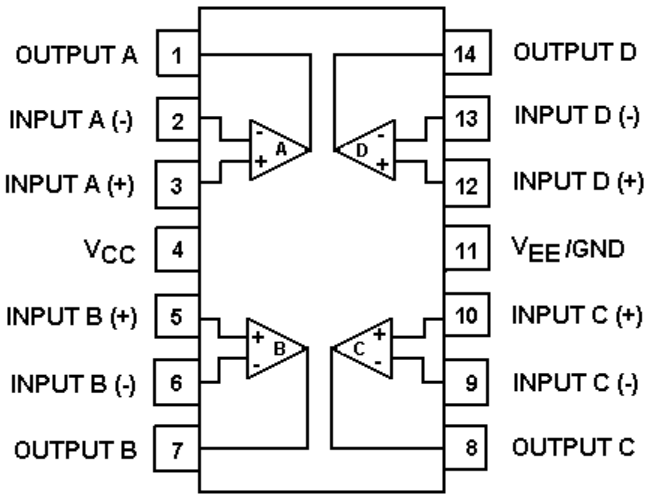 OUTPUT A 1 14 OUTPUT D
INPUT A (-) 2 13 INPUT D (-)
- A + - D +
INPUT A (+) 3 12 INPUT D (+)
VCC 4 11 VEE/GND
INPUT B (+) 5 10 INPUT C (+)
+ B - + C -
INPUT B (-) 6 9 INPUT C (-)
OUTPUT B 7 8 OUTPUT C